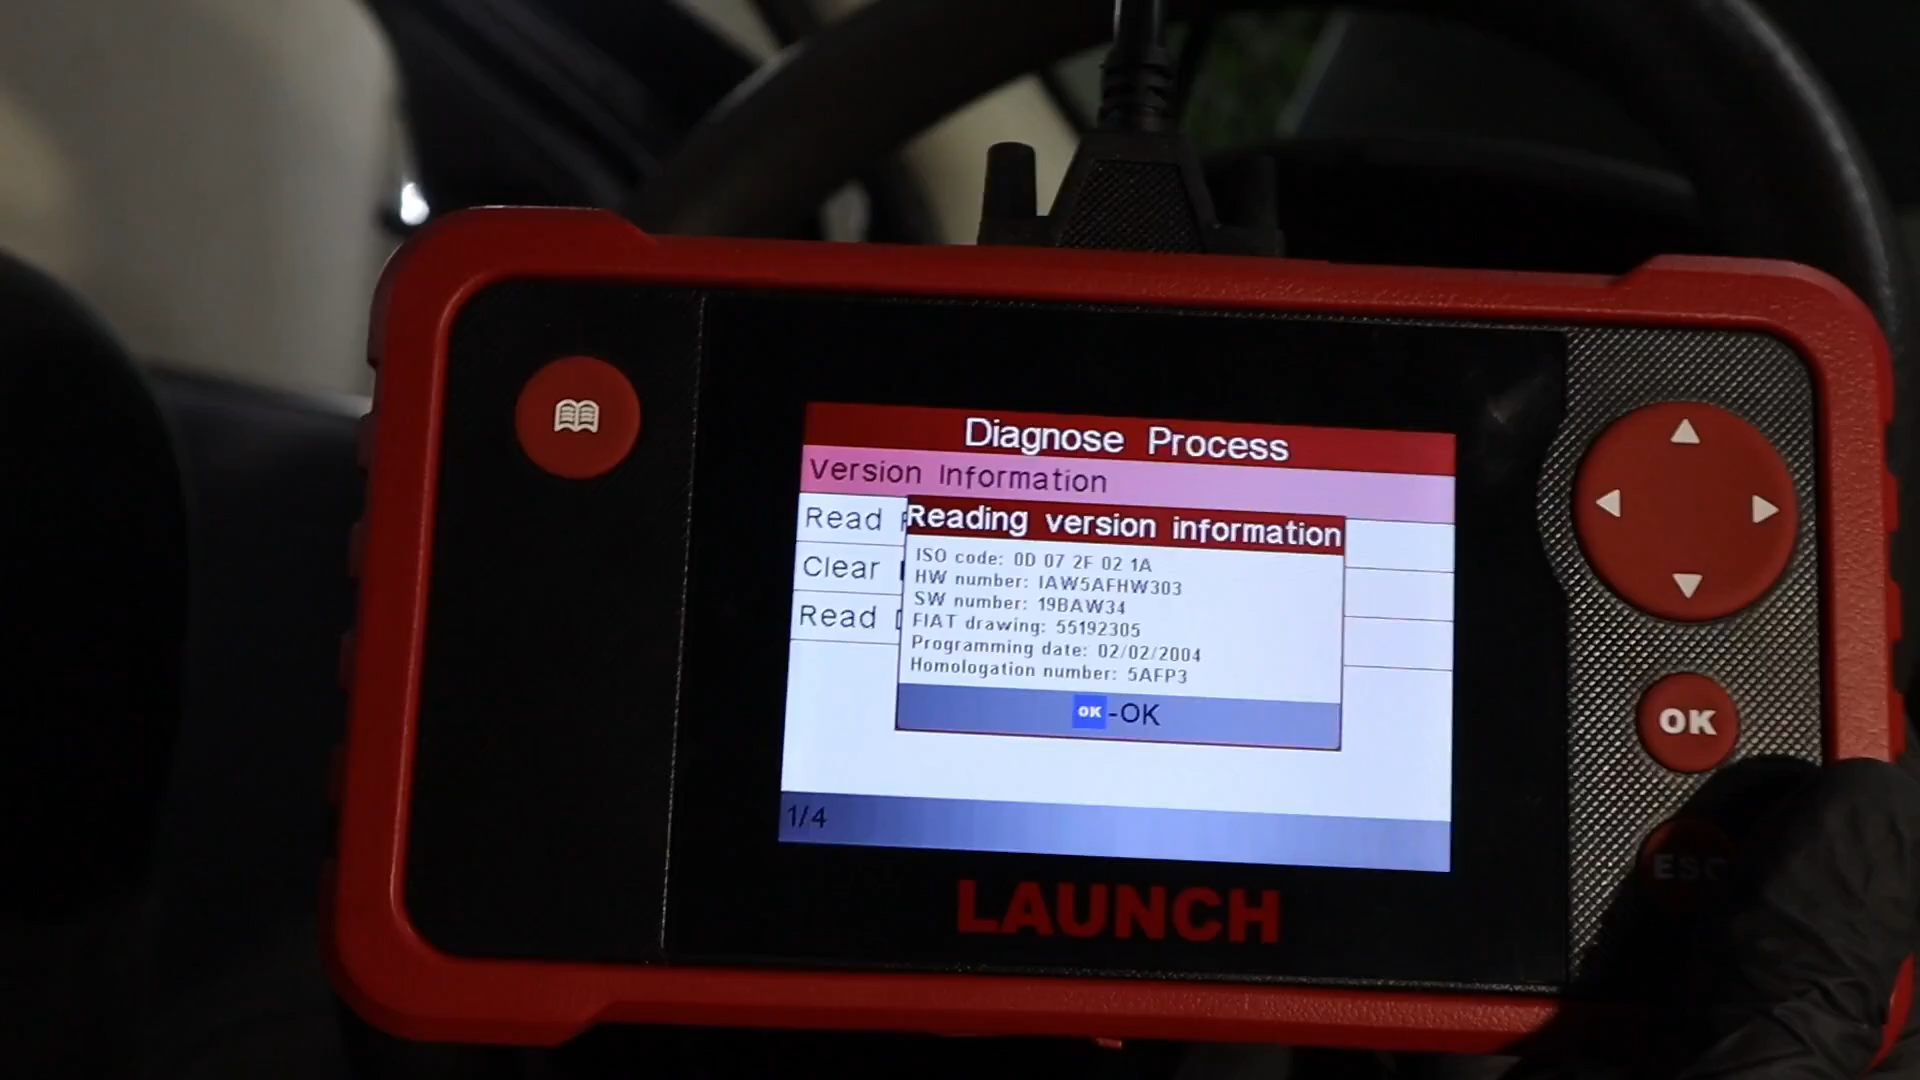 Diagnose Process
Version Information
Read
Reading version information
ISO code: 0D 07 2F 02 1A
HW number: IAW5AFHW303
Clear
SW number: 19BAW34
FIAT drawing: 55192305
Read
Programming date: 02/02/2004
Homologation number: 5AFP3
OK-OK
OK
1/4
ESC
LAUNCH